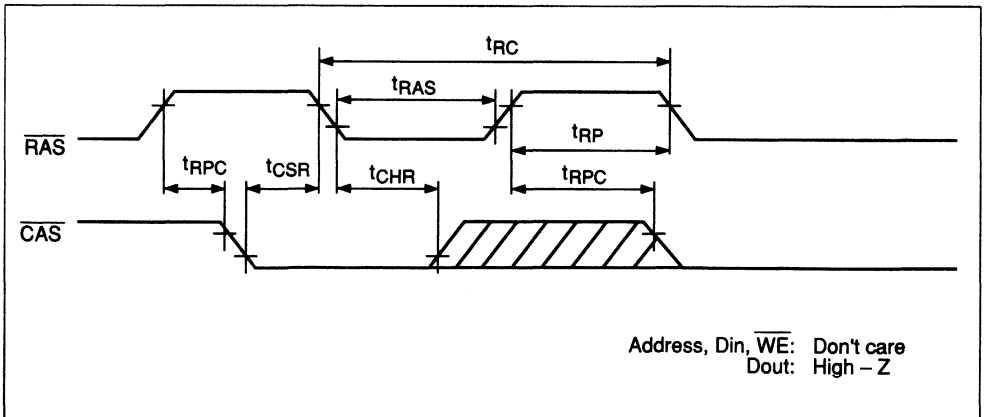 tRC
tRAS
RAS
tRP
tRPC
tCSR
tCHR
tRPC
CAS
Address, Din, WE: Don't care
Dout: High – Z